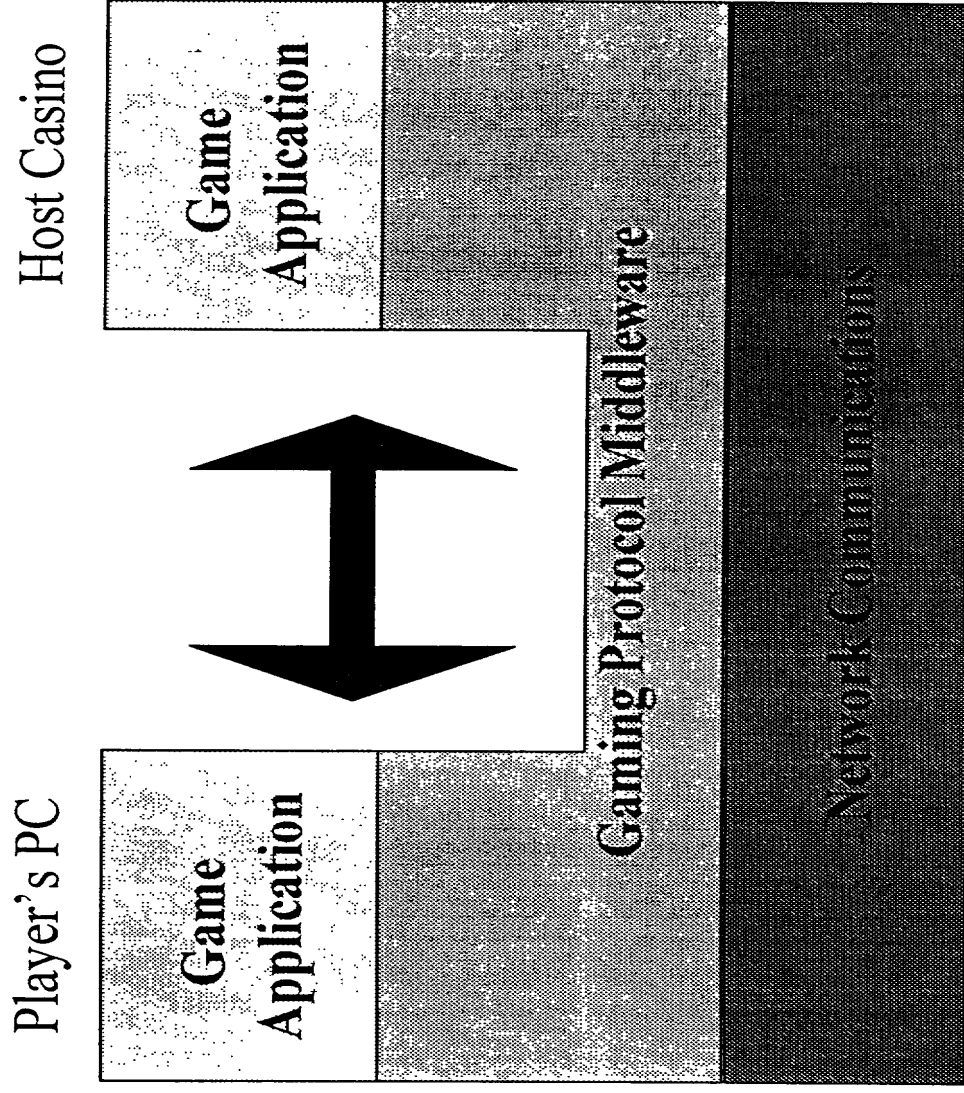 Player's PC
Host Casino
Game
Application
Game
Application
Gaming Protocol Middleware
Network Communications